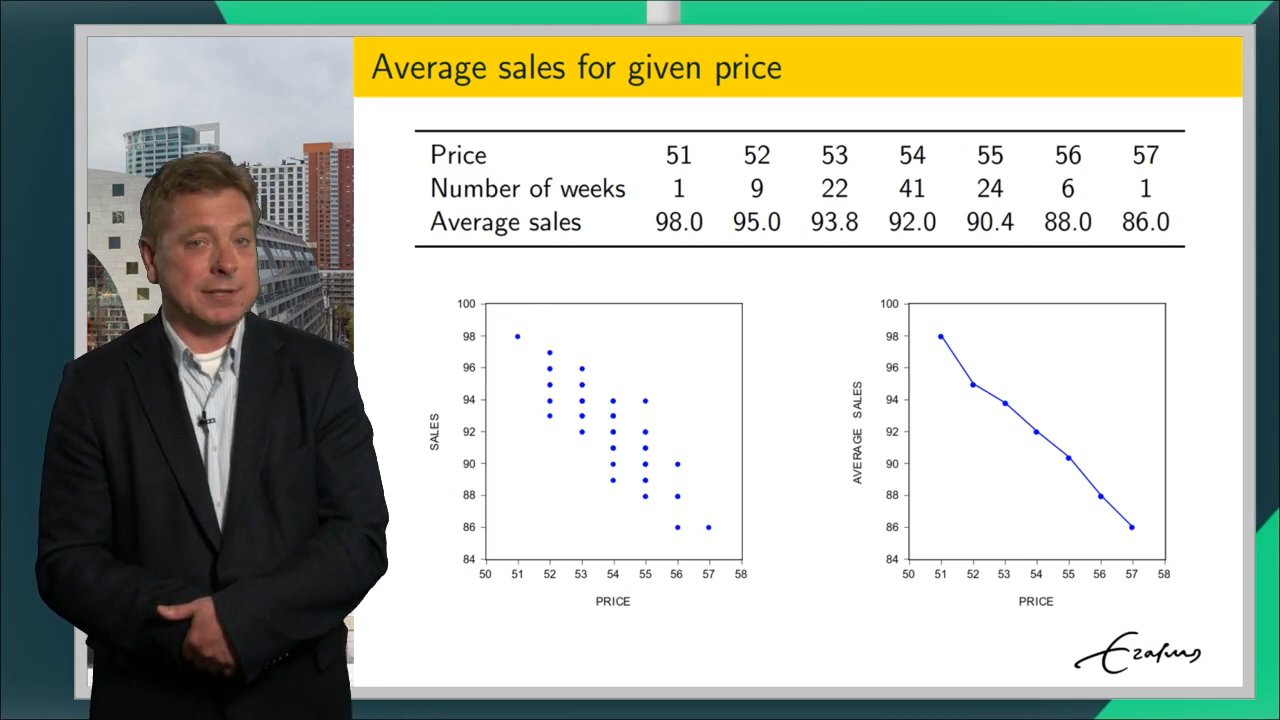 Average sales for given price
Price 51 52 53 54 55 56 57
Number of weeks 1 9 22 41 24 6 1
Average sales 98.0 95.0 93.8 92.0 90.4 88.0 86.0
100
98
96
94
92
90
88
86
84
SALES
50 51 52 53 54 55 56 57 58
PRICE
100
98
96
94
92
90
88
86
84
AVERAGE SALES
50 51 52 53 54 55 56 57 58
PRICE
Erasmus